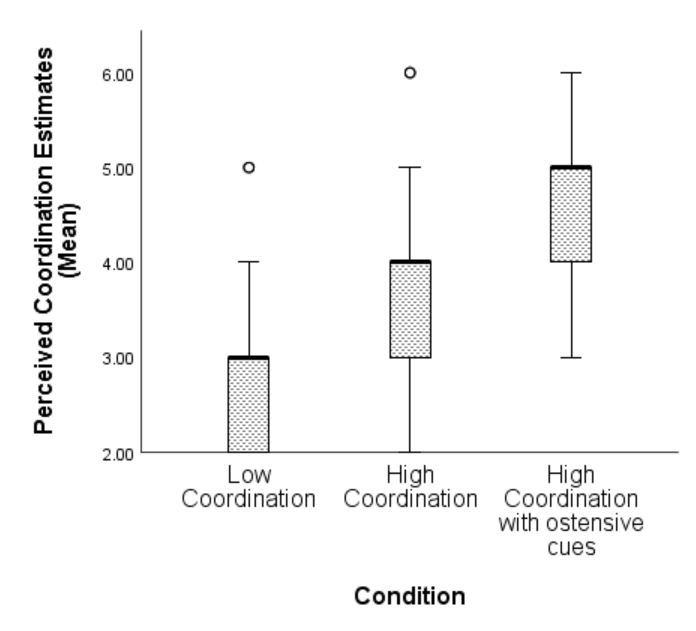 Perceived Coordination Estimates
(Mean)
6.00
5.00
4.00
3.00
2.00
Low
Coordination
High
Coordination
High
Coordination
with ostensive
cues
Condition